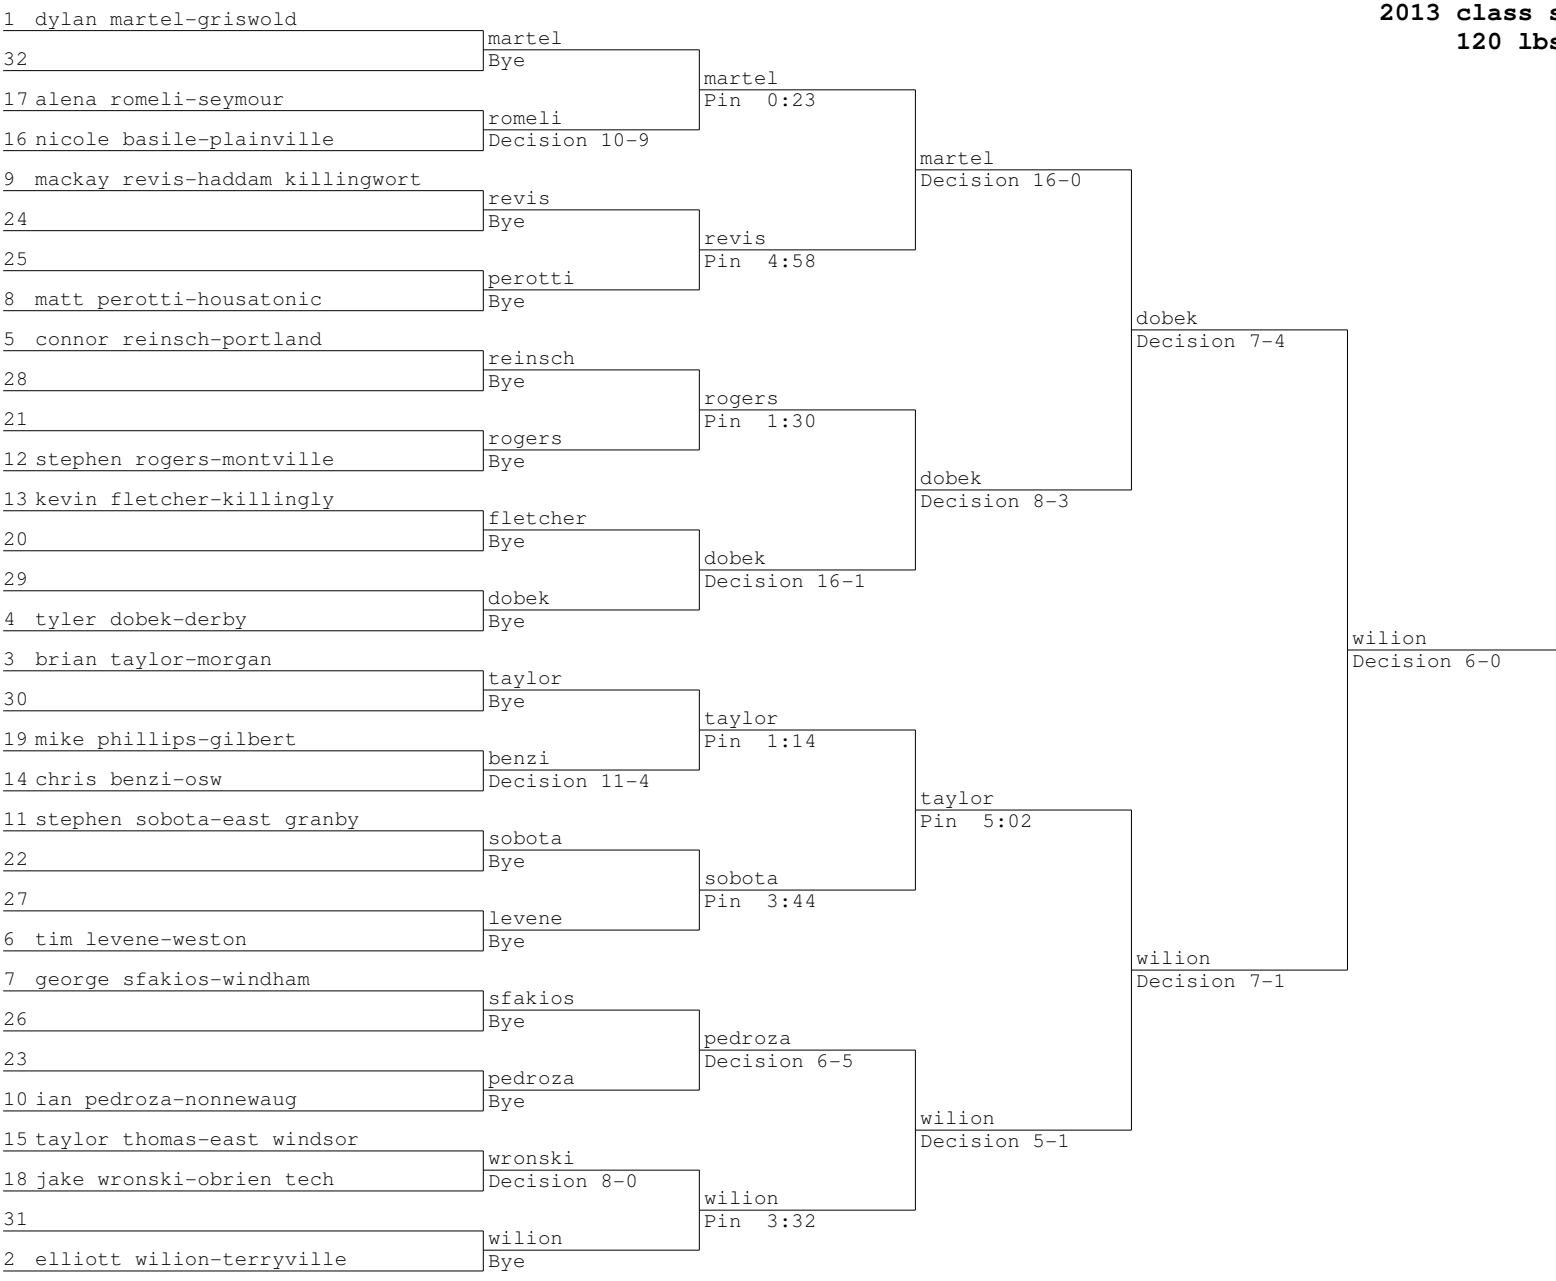 2013 class s
120 lbs
1 dylan martel-griswold
32
17 alena romeli-seymour
16 nicole basile-plainville
9 mackay revis-haddam killingwort
24
25
8 matt perotti-housatonic
5 connor reinsch-portland
28
21
12 stephen rogers-montville
13 kevin fletcher-killingly
20
29
4 tyler dobek-derby
3 brian taylor-morgan
30
19 mike phillips-gilbert
14 chris benzi-osw
11 stephen sobota-east granby
22
27
6 tim levene-weston
7 george sfakios-windham
26
23
10 ian pedroza-nonnewaug
15 taylor thomas-east windsor
18 jake wronski-obrien tech
31
2 elliott wilion-terryville
martel
Bye
romeli
Decision 10-9
revis
Bye
perotti
Bye
reinsch
Bye
rogers
Bye
fletcher
Bye
dobek
Bye
taylor
Bye
benzi
Decision 11-4
sobota
Bye
levene
Bye
sfakios
Bye
pedroza
Bye
wronski
Decision 8-0
wilion
Bye
martel
Pin 0:23
revis
Pin 4:58
rogers
Pin 1:30
dobek
Decision 16-1
taylor
Pin 1:14
sobota
Pin 3:44
pedroza
Decision 6-5
wilion
Pin 3:32
martel
Decision 16-0
dobek
Decision 8-3
taylor
Pin 5:02
wilion
Decision 5-1
dobek
Decision 7-4
wilion
Decision 7-1
wilion
Decision 6-0